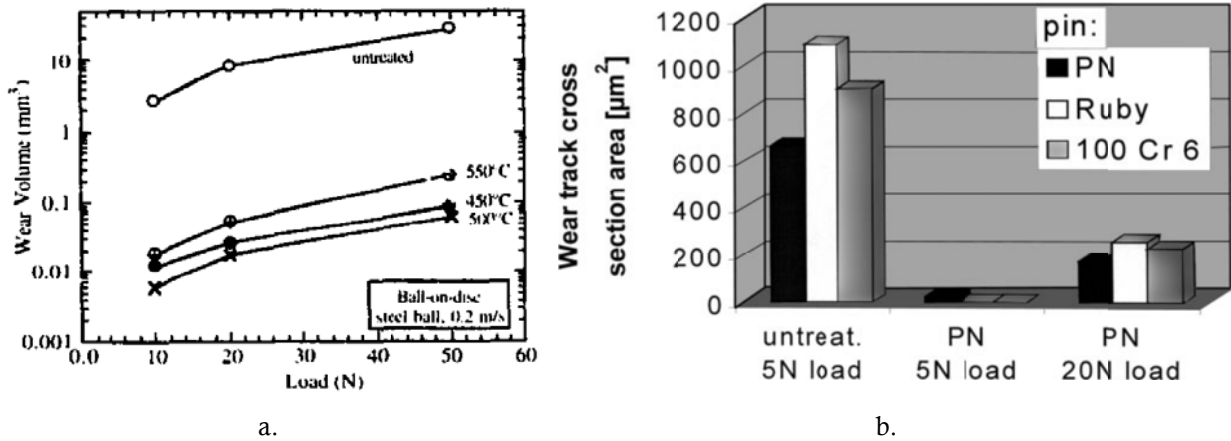 10
1
0.1
0.01
0.001
Wear Volume (mm³)
untreated
550°C
450°C
500°C
Ball-on-disc
steel ball, 0.2 m/s
0.0
10
20
30
40
50
60
Load (N)
a.
1200
1000
800
600
400
200
0
Wear track cross
section area [µm²]
pin:
PN
Ruby
100 Cr 6
untreat.
5N load
PN
5N load
PN
20N load
b.